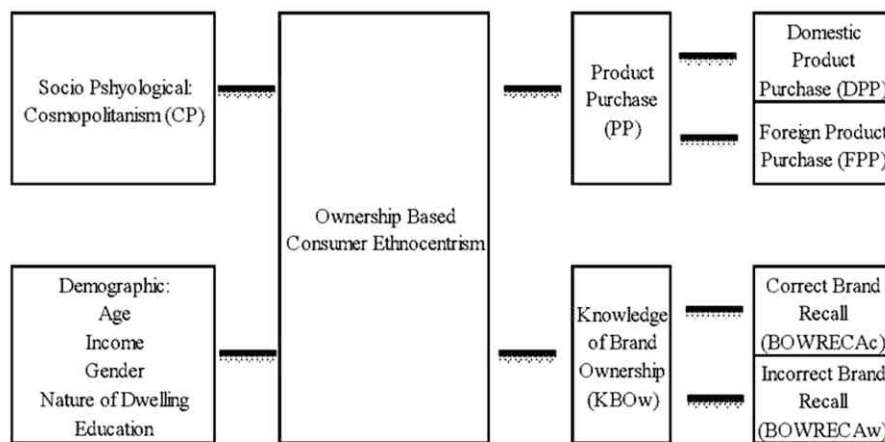 Socio Pshyological:
Cosmopolitanism (CP)
Demographic:
Age
Income
Gender
Nature of Dwelling
Education
Ownership Based
Consumer Ethnocentrism
Product
Purchase
(PP)
Knowledge
of Brand
Ownership
(KBOw)
Domestic
Product
Purchase (DPP)
Foreign Product
Purchase (FPP)
Correct Brand
Recall
(BOWRECAc)
Incorrect Brand
Recall
(BOWRECAw)